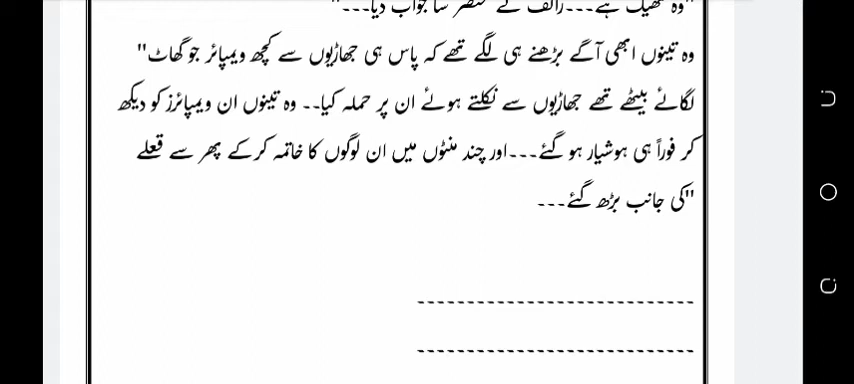 "وہ ٹھیک ہے۔۔۔رالف نے مختصر سا جواب دیا۔۔۔"
وہ تینوں ابھی آگے بڑھنے ہی لگے تھے کہ پاس ہی جھاڑیوں سے کچھ ویمپائر جو گھاٹ"
لگائے بیٹھے تھے جھاڑیوں سے نکلتے ہوئے ان پر حملہ کیا۔۔ وہ تینوں ان ویمپائرز کو دیکھ
کر فوراً ہی ہوشیار ہو گئے۔۔۔اور چند منٹوں میں ان لوگوں کا خاتمہ کرکے پھر سے قعلے
"کی جانب بڑھ گئے۔۔۔
---------------------------
---------------------------